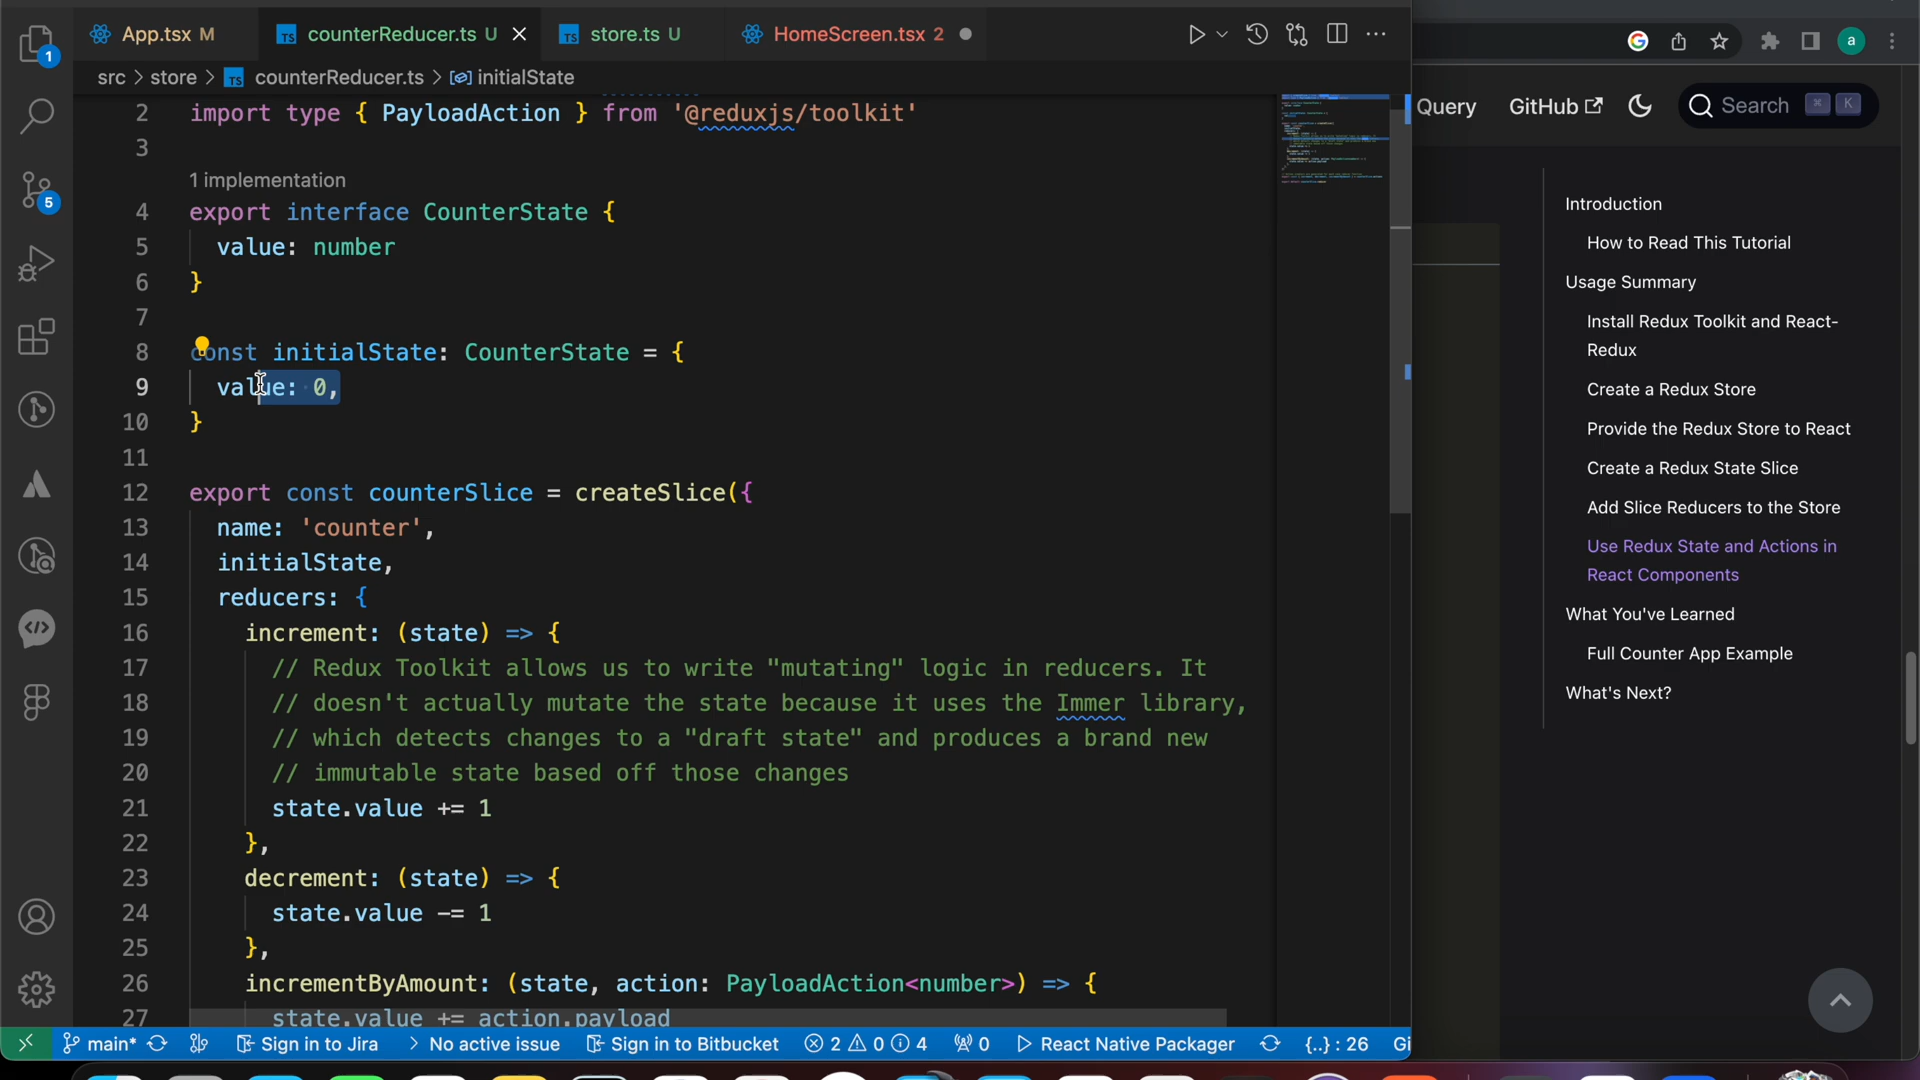 App.tsx M
counterReducer.ts U
store.ts U
HomeScreen.tsx 2
src > store > TS counterReducer.ts > initialState
2 import type { PayloadAction } from '@reduxjs/toolkit'
3
1 implementation
4 export interface CounterState {
5 value: number
6 }
7
8 const initialState: CounterState = {
9 value: 0,
10 }
11
12 export const counterSlice = createSlice({
13 name: 'counter',
14 initialState,
15 reducers: {
16 increment: (state) => {
17 // Redux Toolkit allows us to write "mutating" logic in reducers. It
18 // doesn't actually mutate the state because it uses the Immer library,
19 // which detects changes to a "draft state" and produces a brand new
20 // immutable state based off those changes
21 state.value += 1
22 },
23 decrement: (state) => {
24 state.value -= 1
25 },
26 incrementByAmount: (state, action: PayloadAction<number>) => {
27 state.value += action.payload
main* Sign in to Jira > No active issue Sign in to Bitbucket 2 0 4 0 React Native Packager {..} : 26 Gi
1
5
a
Query GitHub Search ⌘ K
Introduction
How to Read This Tutorial
Usage Summary
Install Redux Toolkit and React-
Redux
Create a Redux Store
Provide the Redux Store to React
Create a Redux State Slice
Add Slice Reducers to the Store
Use Redux State and Actions in
React Components
What You've Learned
Full Counter App Example
What's Next?